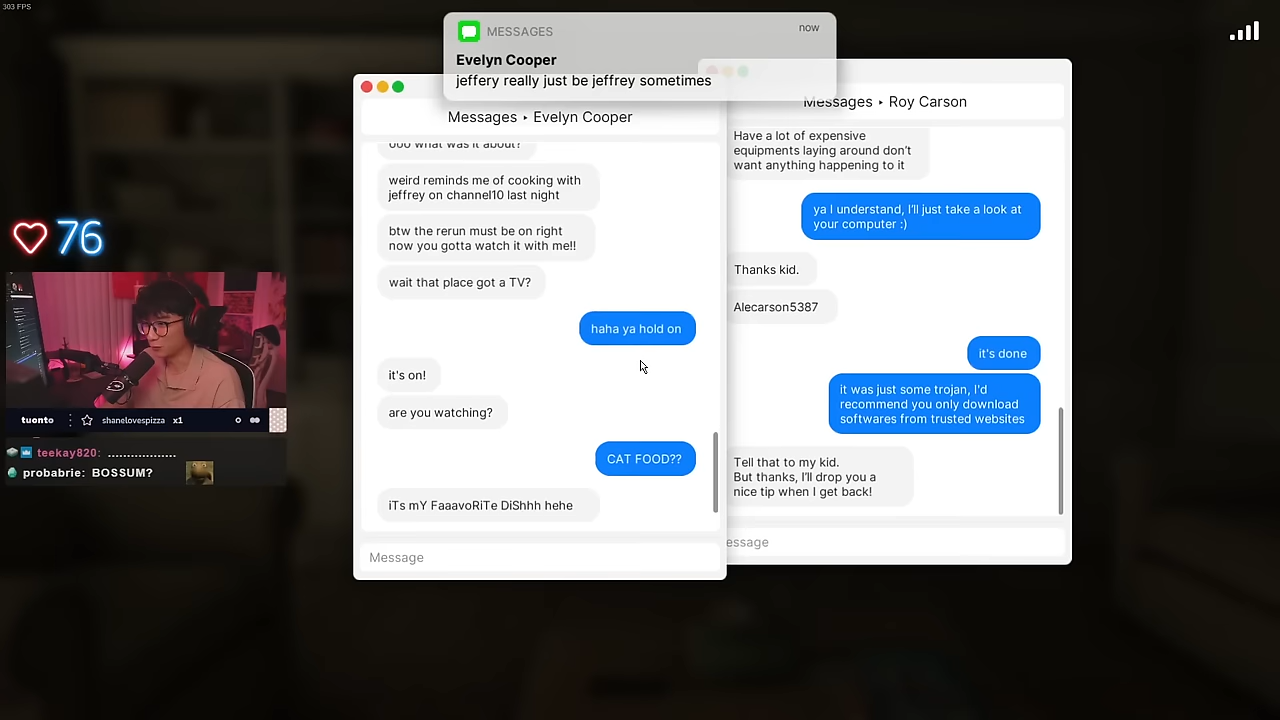 303 FPS
MESSAGES
now
Evelyn Cooper
jeffery really just be jeffrey sometimes
Messages ‣ Evelyn Cooper
ooo what was it about?
weird reminds me of cooking with
jeffrey on channel10 last night
btw the rerun must be on right
now you gotta watch it with me!!
wait that place got a TV?
haha ya hold on
it's on!
are you watching?
CAT FOOD??
iTs mY FaaavoRiTe DiShhh hehe
Message
Messages ‣ Roy Carson
Have a lot of expensive
equipments laying around don't
want anything happening to it
ya I understand, I'll just take a look at
your computer :)
Thanks kid.
Alecarson5387
it's done
it was just some trojan, I'd
recommend you only download
softwares from trusted websites
Tell that to my kid.
But thanks, I'll drop you a
nice tip when I get back!
essage
76
tuonto
shanelovespizza x1
teekay820: ..................
probabrie: BOSSUM?